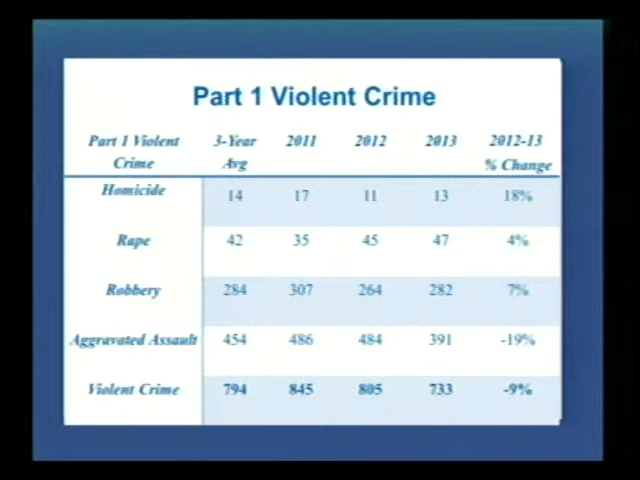 Part 1 Violent Crime
Part 1 Violent Crime 3-Year Avg 2011 2012 2013 2012-13 % Change
Homicide 14 17 11 13 18%
Rape 42 35 45 47 4%
Robbery 284 307 264 282 7%
Aggravated Assault 454 486 484 391 -19%
Violent Crime 794 845 805 733 -9%